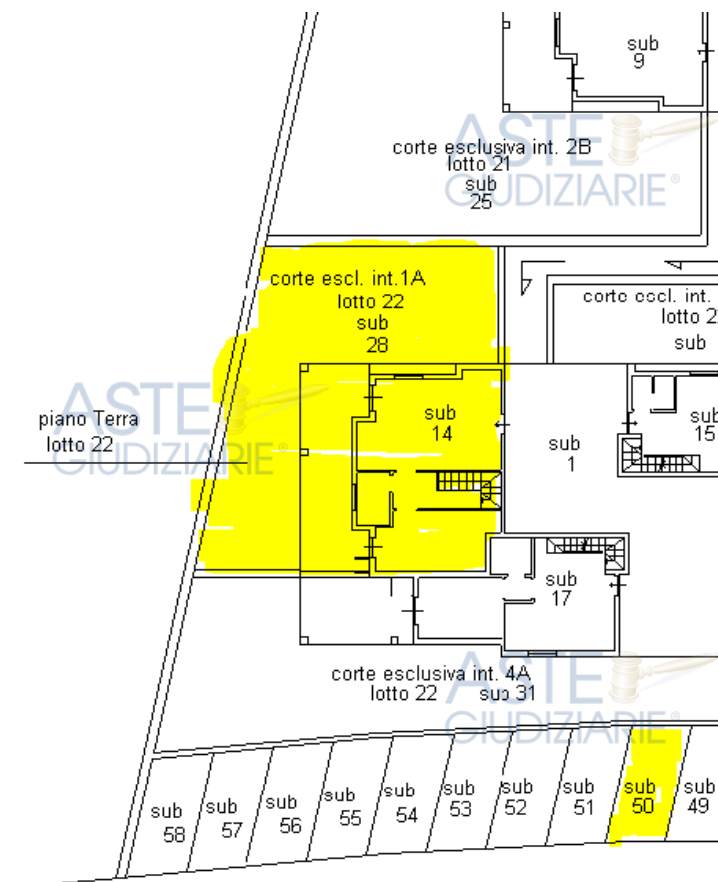 sub
9
corte esclusiva int. 2B
lotto 21
sub
25
ASTE
GIUDIZIARIE®
corte escl. int.1A
lotto 22
sub
28
corte escl. int.
lotto 2
sub
ASTE
GIUDIZIARIE®
piano Terra
lotto 22
sub
14
sub
1
sub
15
sub
17
corte esclusiva int. 4A
lotto 22 sub 31
ASTE
GIUDIZIARIE®
sub
58
sub
57
sub
56
sub
55
sub
54
sub
53
sub
52
sub
51
sub
50
sub
49